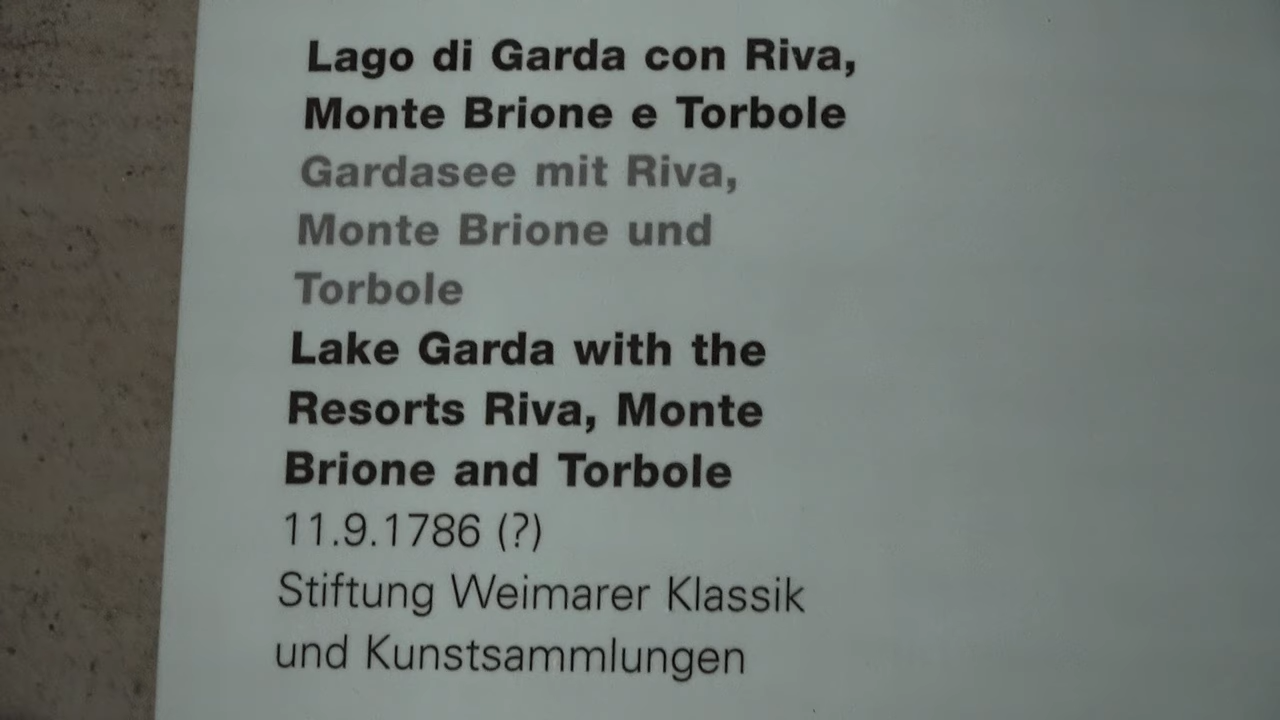 Lago di Garda con Riva,
Monte Brione e Torbole
Gardasee mit Riva,
Monte Brione und
Torbole
Lake Garda with the
Resorts Riva, Monte
Brione and Torbole
11.9.1786 (?)
Stiftung Weimarer Klassik
und Kunstsammlungen